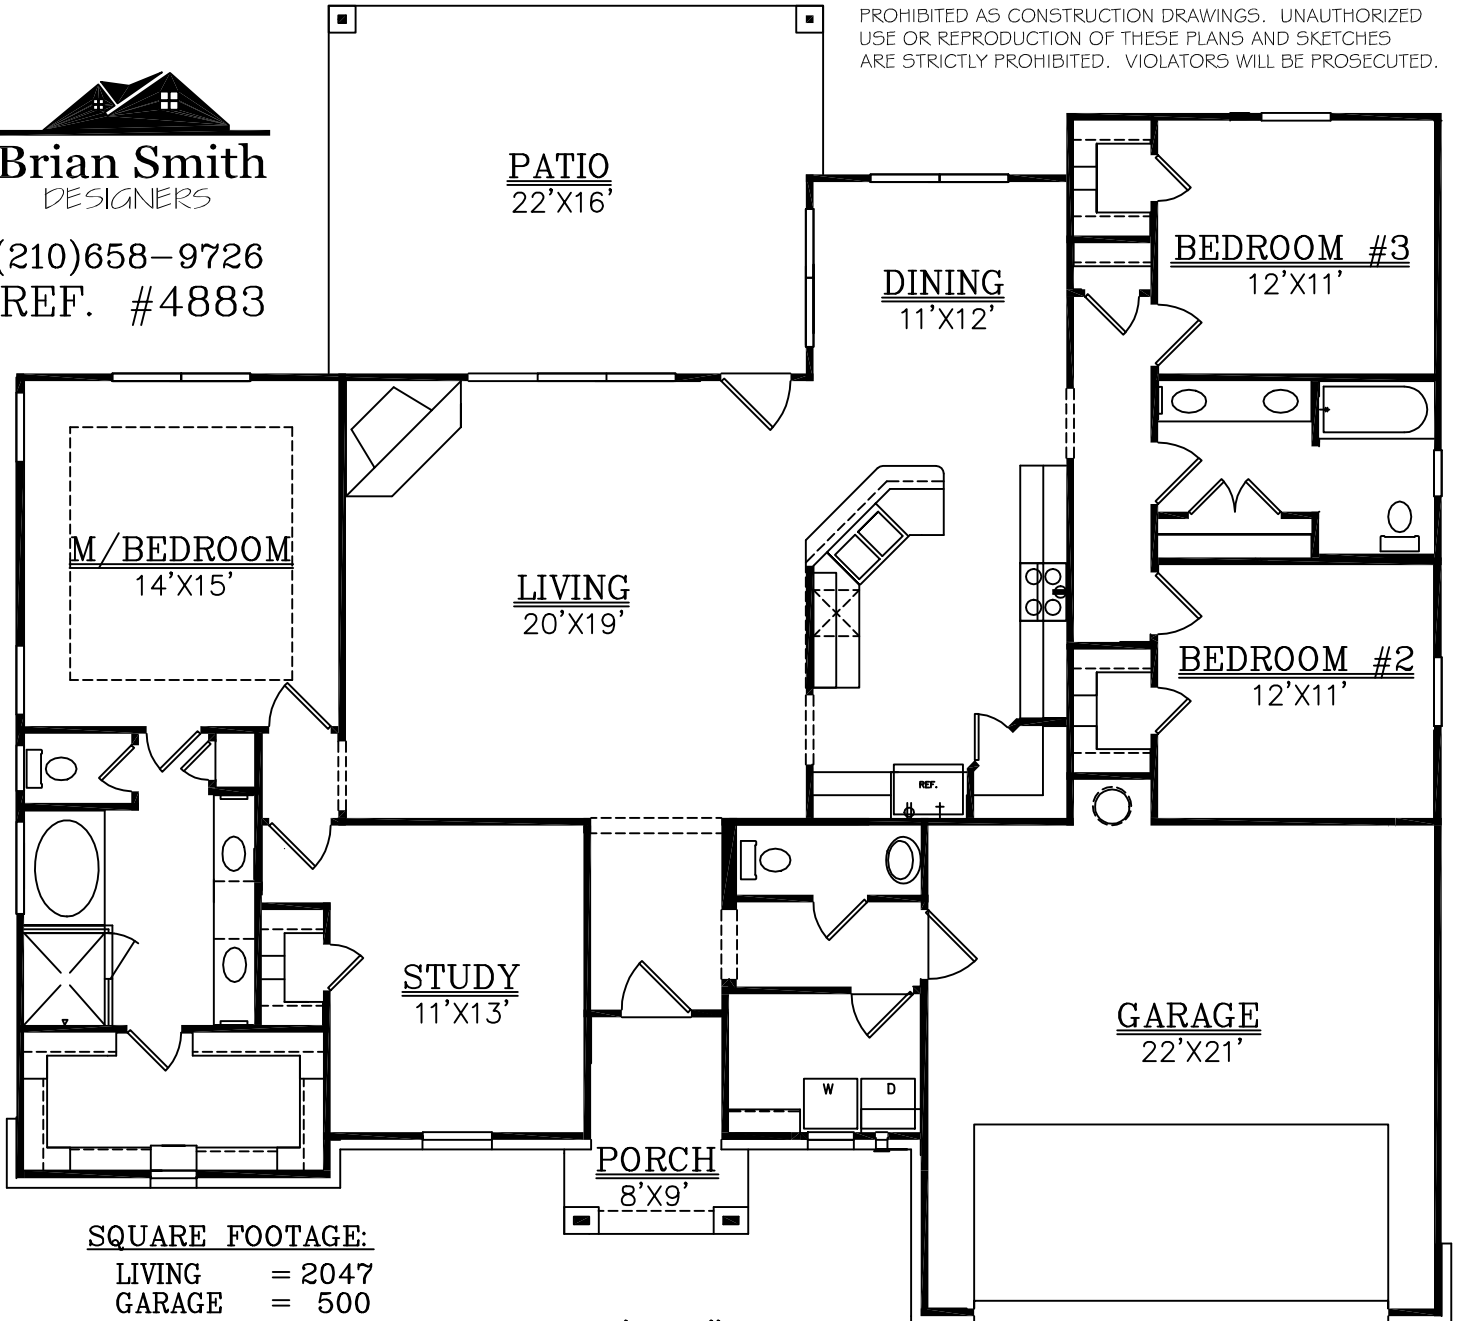 PROHIBITED AS CONSTRUCTION DRAWINGS. UNAUTHORIZED
USE OR REPRODUCTION OF THESE PLANS AND SKETCHES
ARE STRICTLY PROHIBITED. VIOLATORS WILL BE PROSECUTED.
Brian Smith
DESIGNERS
(210)658-9726
REF. #4883
PATIO
22'X16'
DINING
11'X12'
BEDROOM #3
12'X11'
M/BEDROOM
14'X15'
LIVING
20'X19'
BEDROOM #2
12'X11'
REF.
STUDY
11'X13'
GARAGE
22'X21'
W D
PORCH
8'X9'
SQUARE FOOTAGE:
LIVING = 2047
GARAGE = 500